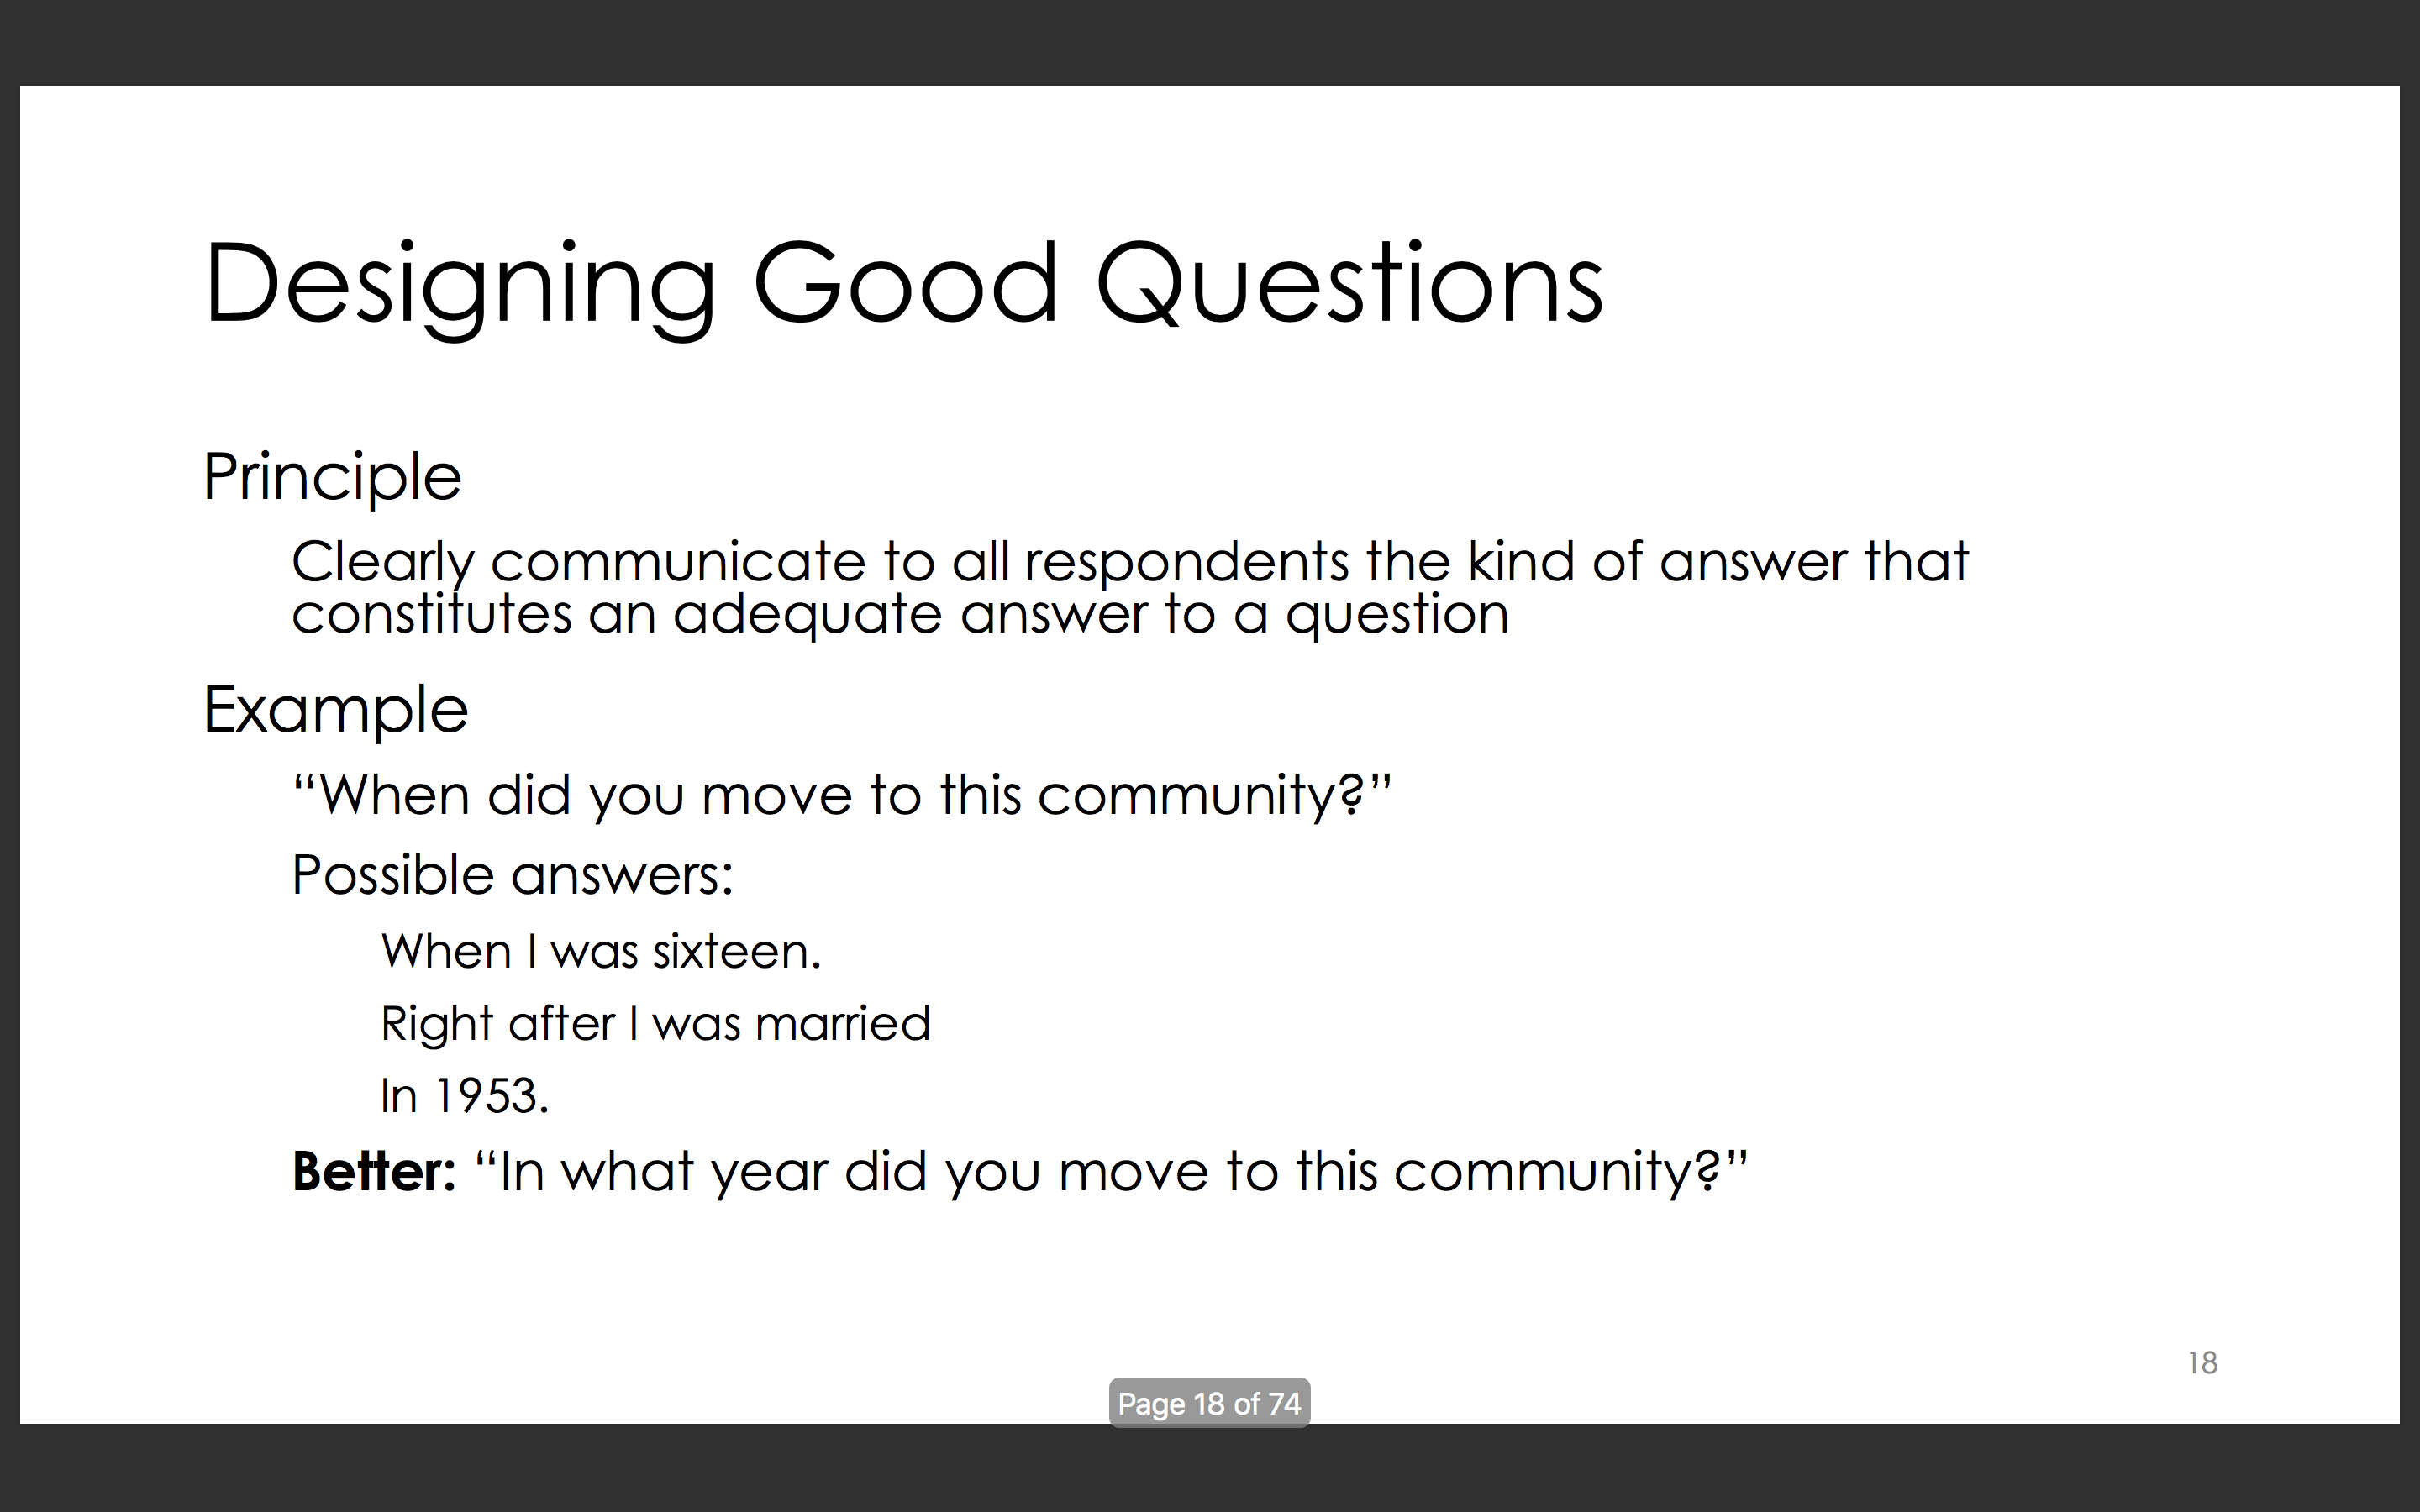 Designing Good Questions
Principle
Clearly communicate to all respondents the kind of answer that
constitutes an adequate answer to a question
Example
“When did you move to this community?”
Possible answers:
When I was sixteen.
Right after I was married
In 1953.
Better: “In what year did you move to this community?”
18
Page 18 of 74